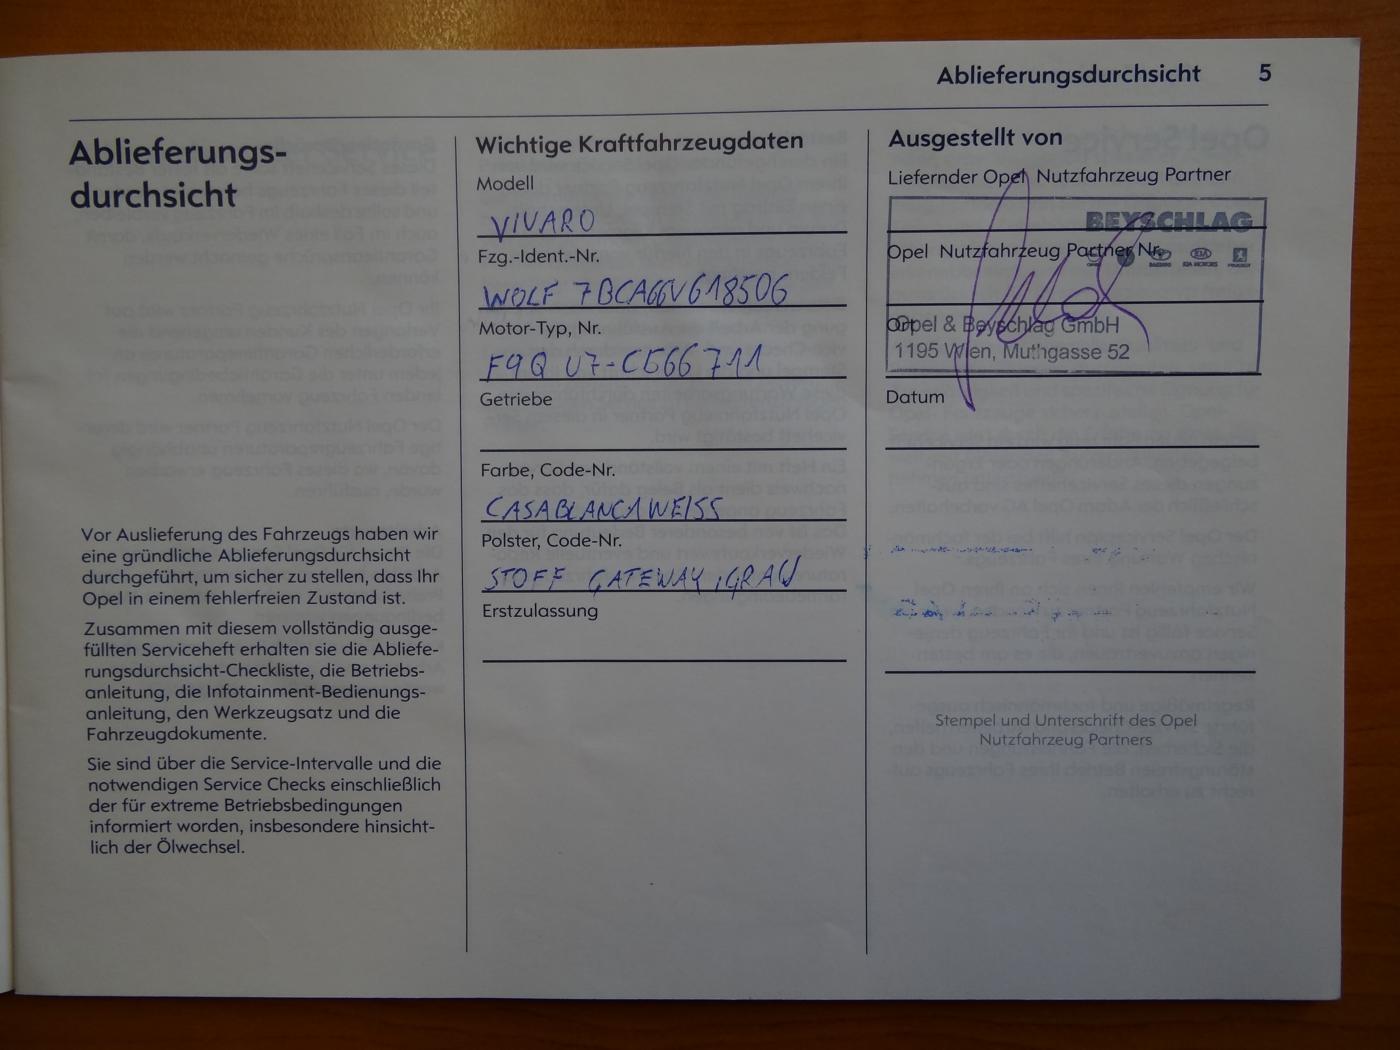 Ablieferungsdurchsicht 5
Ablieferungs-
durchsicht
Vor Auslieferung des Fahrzeugs haben wir
eine gründliche Ablieferungsdurchsicht
durchgeführt, um sicher zu stellen, dass Ihr
Opel in einem fehlerfreien Zustand ist.
Zusammen mit diesem vollständig ausge-
füllten Serviceheft erhalten sie die Abliefe-
rungsdurchsicht-Checkliste, die Betriebs-
anleitung, die Infotainment-Bedienungs-
anleitung, den Werkzeugsatz und die
Fahrzeugdokumente.
Sie sind über die Service-Intervalle und die
notwendigen Service Checks einschließlich
der für extreme Betriebsbedingungen
informiert worden, insbesondere hinsicht-
lich der Ölwechsel.
Wichtige Kraftfahrzeugdaten
Modell
VIVARO
Fzg.-Ident.-Nr.
WOLF 7BCA66V618506
Motor-Typ, Nr.
F9Q U7-C566711
Getriebe
Farbe, Code-Nr.
CASABLANCAWEISS
Polster, Code-Nr.
STOFF GATEWAY, GRAU
Erstzulassung
Ausgestellt von
Liefernder Opel Nutzfahrzeug Partner
BEYSCHLAG
Opel Nutzfahrzeug Partner Nr.
Ort
Opel & Beyschlag GmbH
1195 Wien, Muthgasse 52
Datum
Stempel und Unterschrift des Opel
Nutzfahrzeug Partners